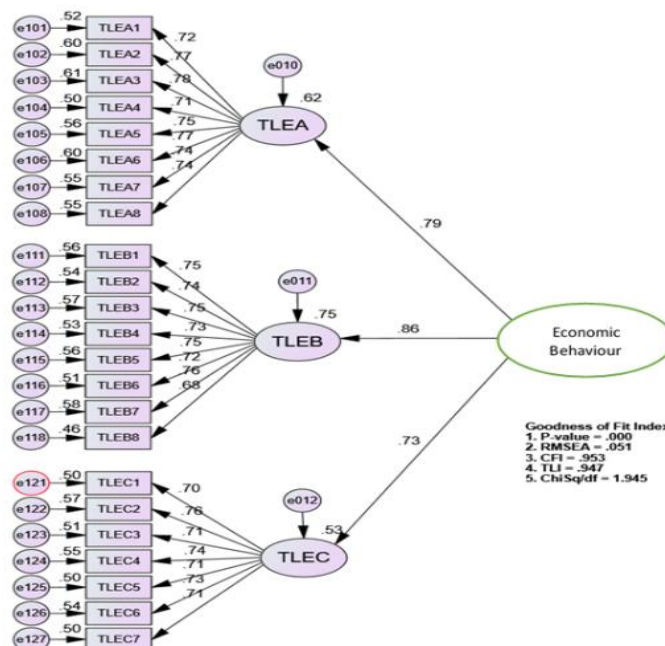 e101 .52 TLEA1 .72
e102 .60 TLEA2 .77
e103 .61 TLEA3 .78
e104 .50 TLEA4 .71
e105 .56 TLEA5 .75
e106 .60 TLEA6 .77
e107 .55 TLEA7 .74
e108 .55 TLEA8 .74
e010
.62
TLEA
.79
e111 .56 TLEB1 .75
e112 .54 TLEB2 .74
e113 .57 TLEB3 .75
e114 .53 TLEB4 .73
e115 .56 TLEB5 .75
e116 .51 TLEB6 .72
e117 .58 TLEB7 .76
e118 .46 TLEB8 .68
e011
.75
TLEB
.86
Economic
Behaviour
Goodness of Fit Index
1. P-value = .000
2. RMSEA = .051
3. CFI = .953
4. TLI = .947
5. ChiSq/df = 1.945
.73
e121 .50 TLEC1 .70
e122 .57 TLEC2 .76
e123 .51 TLEC3 .71
e124 .55 TLEC4 .74
e125 .50 TLEC5 .71
e126 .54 TLEC6 .73
e127 .50 TLEC7 .71
e012
.53
TLEC